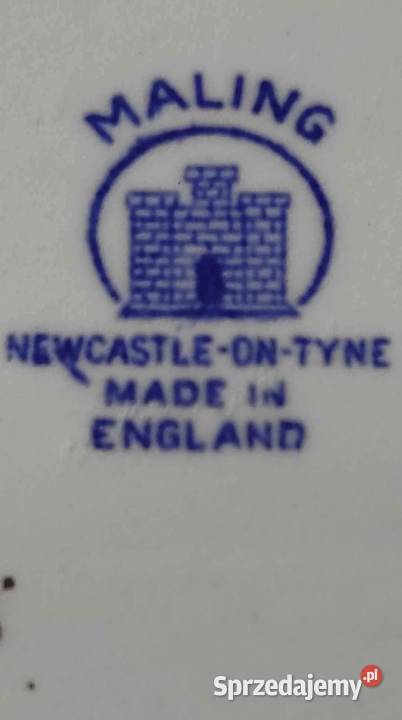 MALING
NEWCASTLE-ON-TYNE
MADE IN
ENGLAND
Sprzedajemy.pl